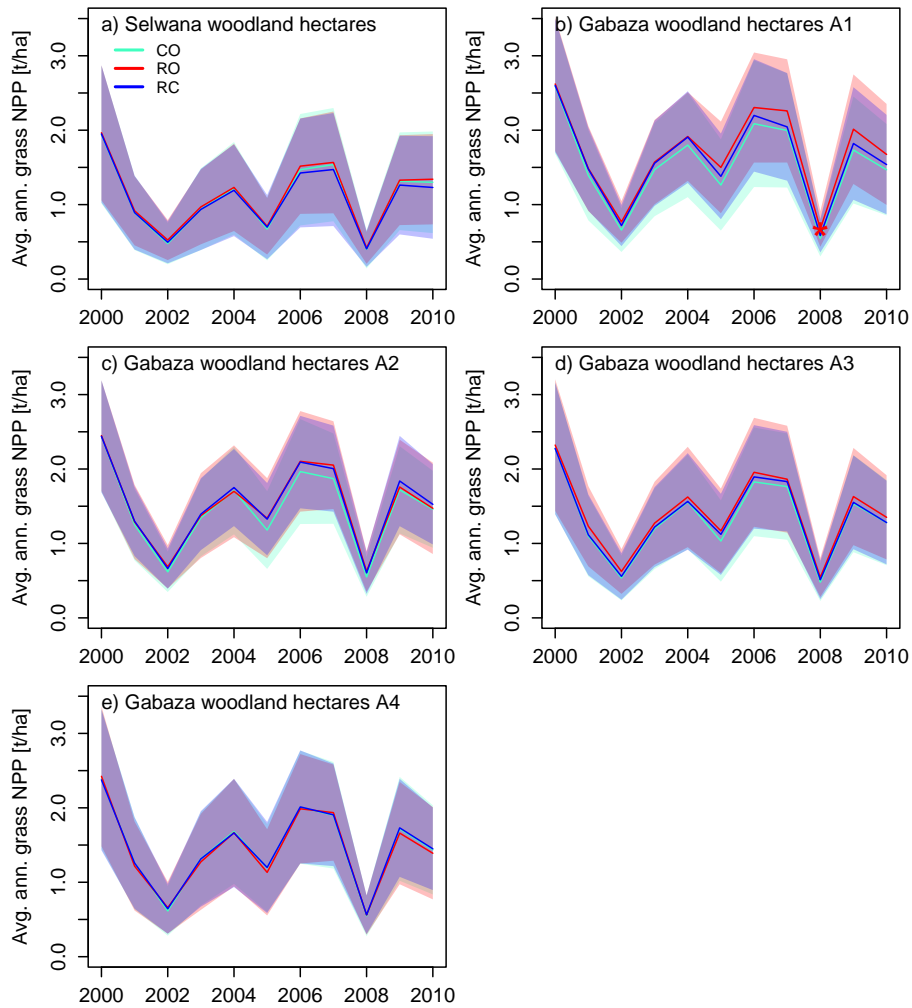 a) Selwana woodland hectares
CO
RO
RC
Avg. ann. grass NPP [t/ha]
3.0
2.0
1.0
0.0
2000 2002 2004 2006 2008 2010
b) Gabaza woodland hectares A1
Avg. ann. grass NPP [t/ha]
3.0
2.0
1.0
0.0
2000 2002 2004 2006 2008 2010
c) Gabaza woodland hectares A2
Avg. ann. grass NPP [t/ha]
3.0
2.0
1.0
0.0
2000 2002 2004 2006 2008 2010
d) Gabaza woodland hectares A3
Avg. ann. grass NPP [t/ha]
3.0
2.0
1.0
0.0
2000 2002 2004 2006 2008 2010
e) Gabaza woodland hectares A4
Avg. ann. grass NPP [t/ha]
3.0
2.0
1.0
0.0
2000 2002 2004 2006 2008 2010